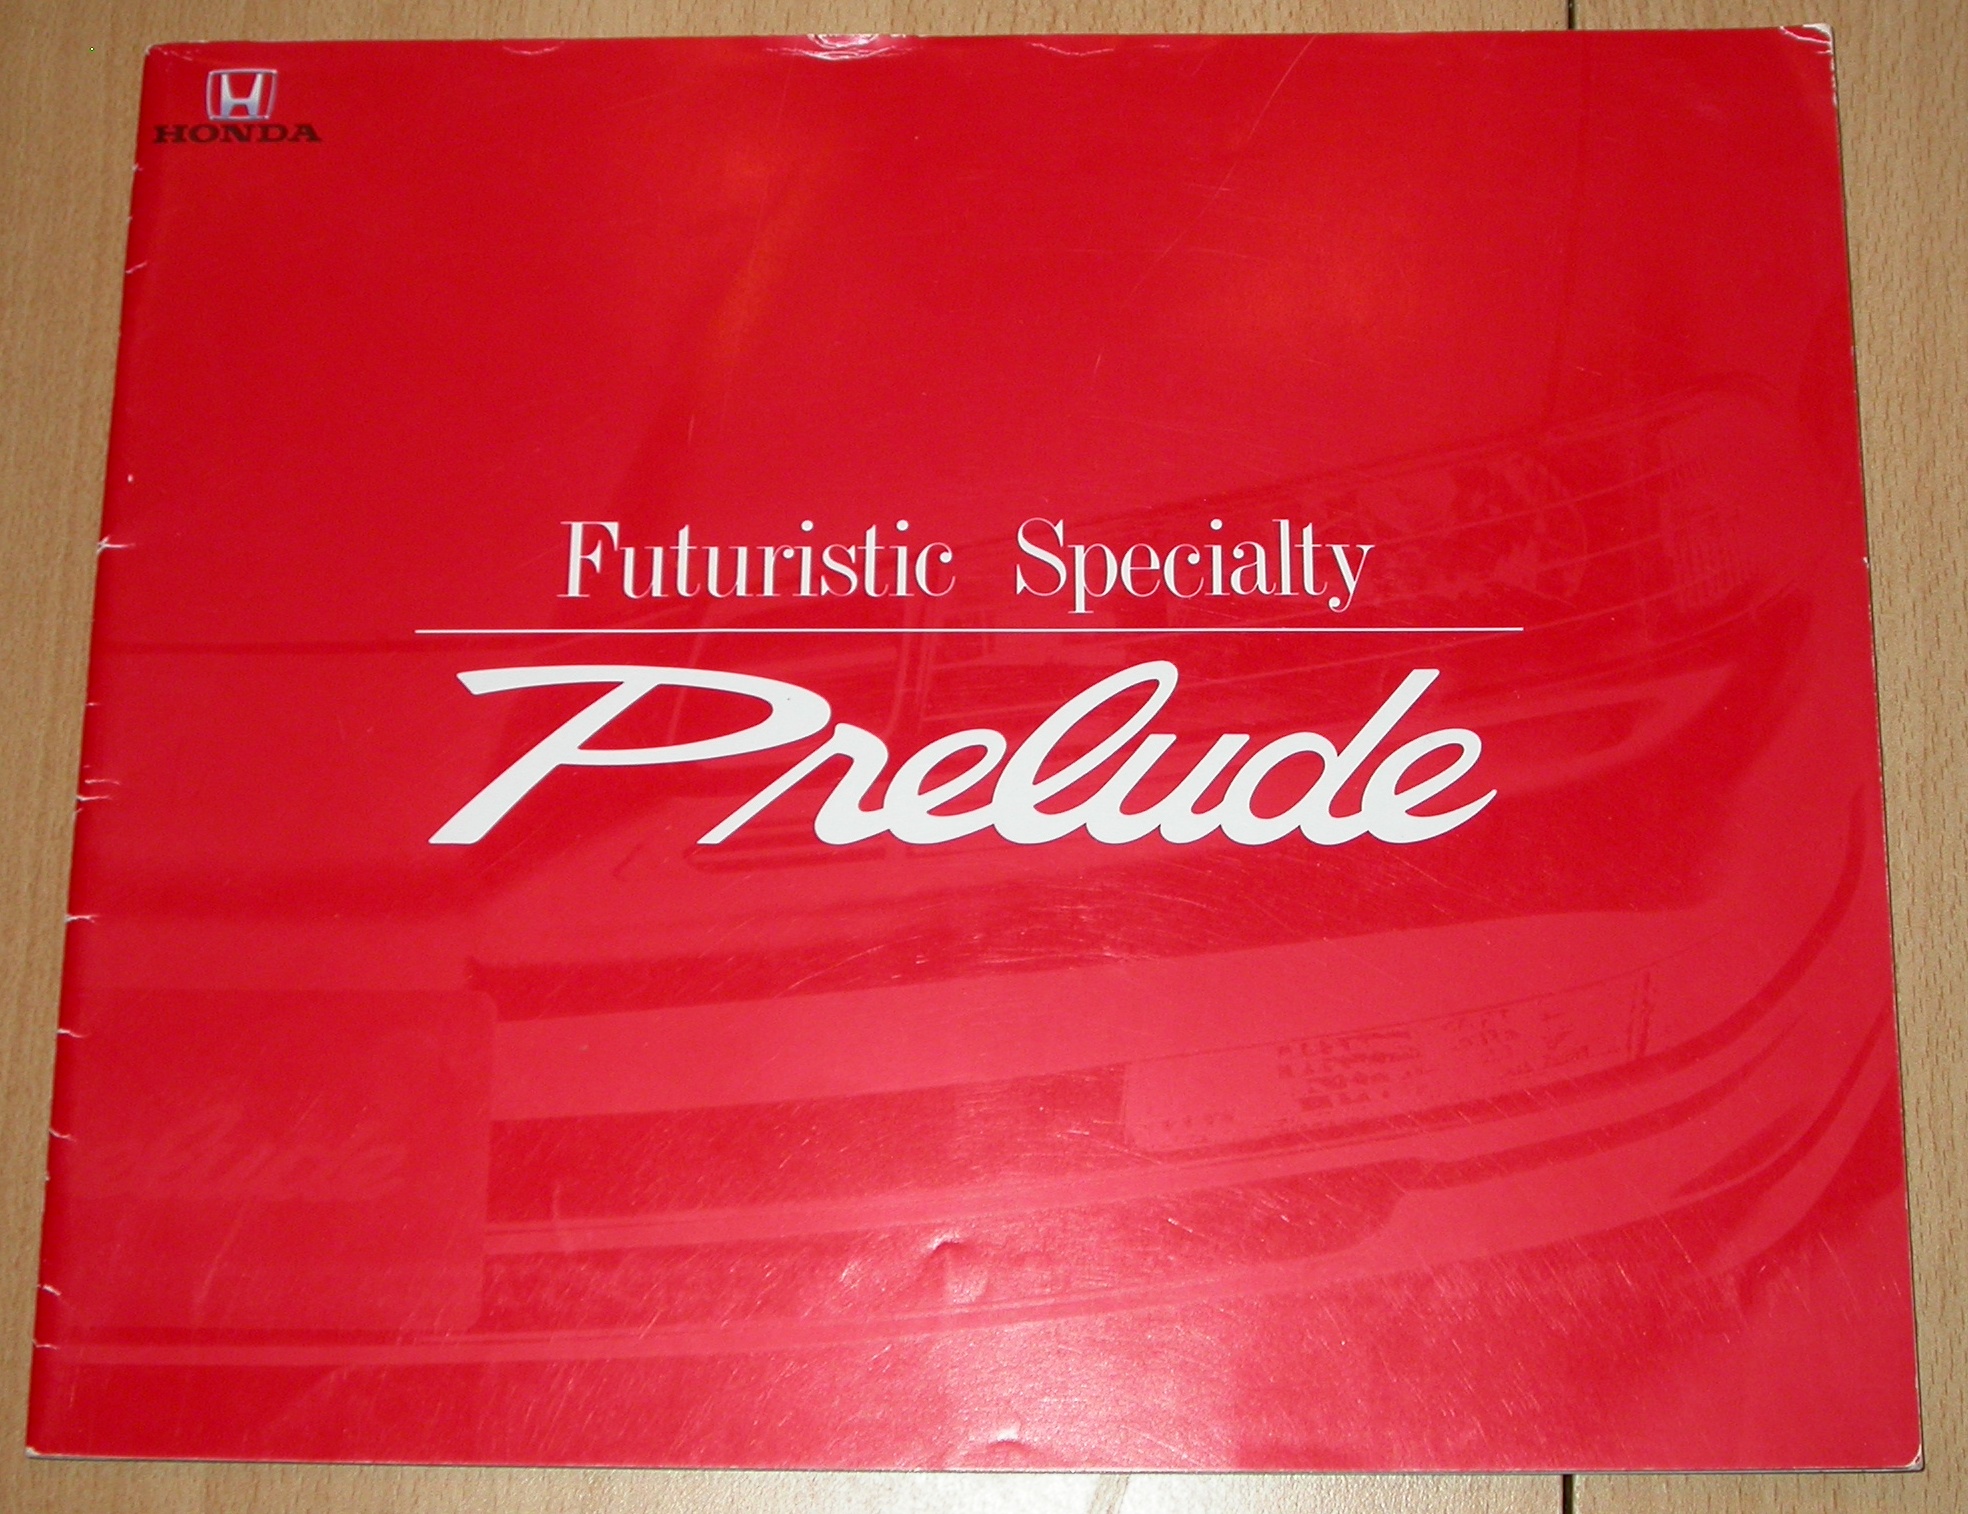 HONDA
Futuristic Specialty
Prelude